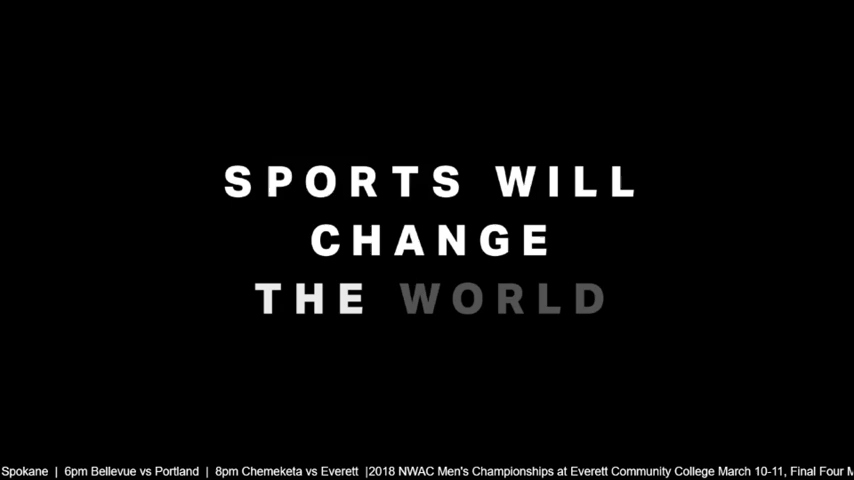 SPORTS WILL
CHANGE
THE WORLD
Spokane | 6pm Bellevue vs Portland | 8pm Chemeketa vs Everett |2018 NWAC Men's Championships at Everett Community College March 10-11, Final Four